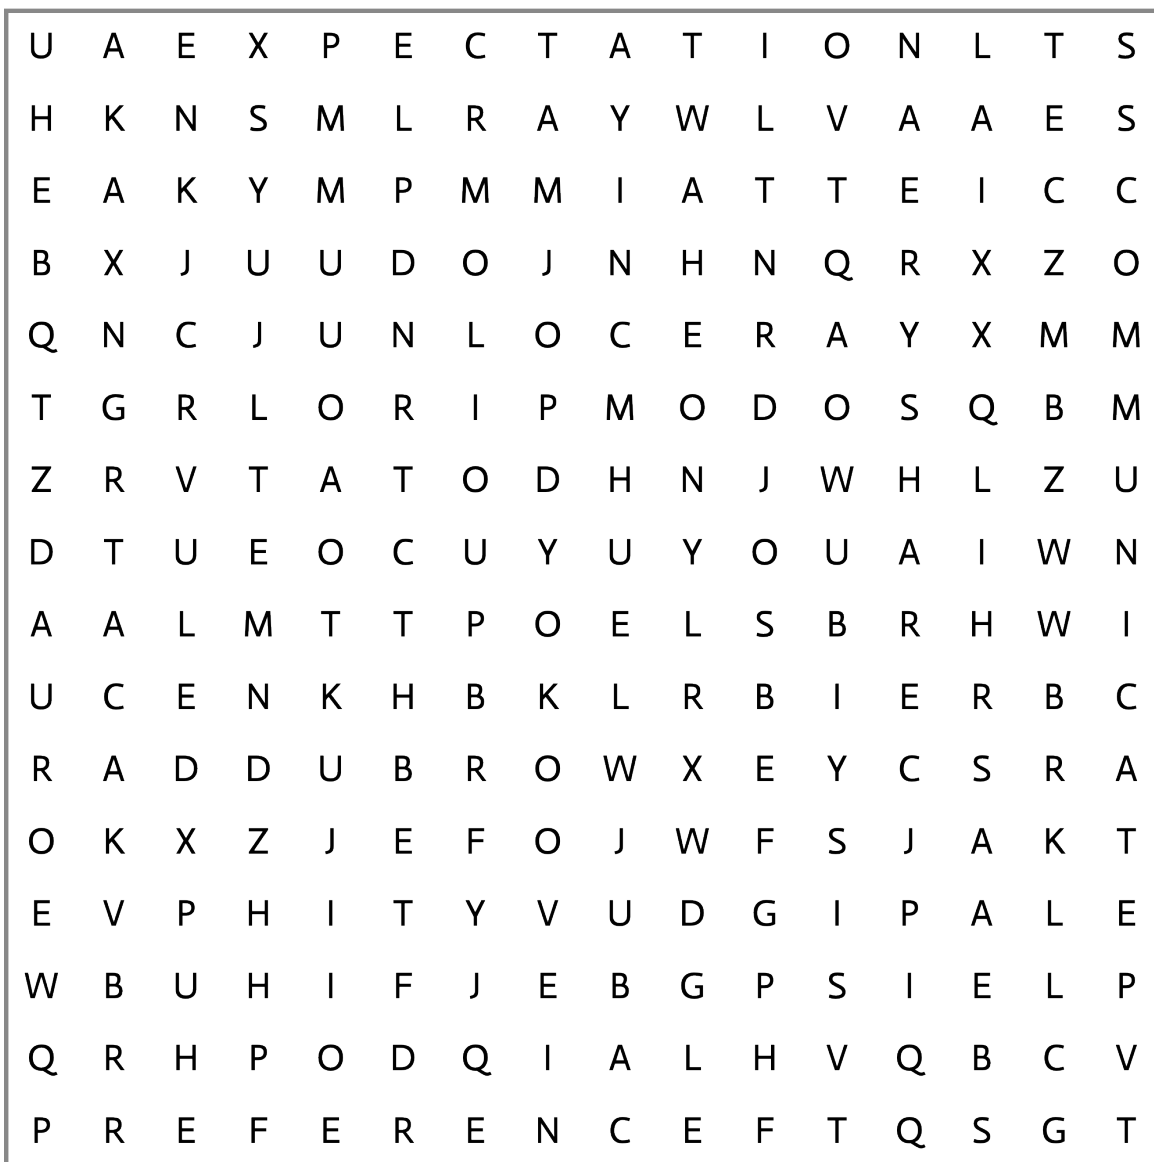 U A E X P E C T A T I O N L T S
H K N S M L R A Y W L V A A E S
E A K Y M P M M I A T T E I C C
B X J U U D O J N H N Q R X Z O
Q N C J U N L O C E R A Y X M M
T G R L O R I P M O D O S Q B M
Z R V T A T O D H N J W H L Z U
D T U E O C U Y U Y O U A I W N
A A L M T T P O E L S B R H W I
U C E N K H B K L R B I E R B C
R A D D U B R O W X E Y C S R A
O K X Z J E F O J W F S J A K T
E V P H I T Y V U D G I P A L E
W B U H I F J E B G P S I E L P
Q R H P O D Q I A L H V Q B C V
P R E F E R E N C E F T Q S G T